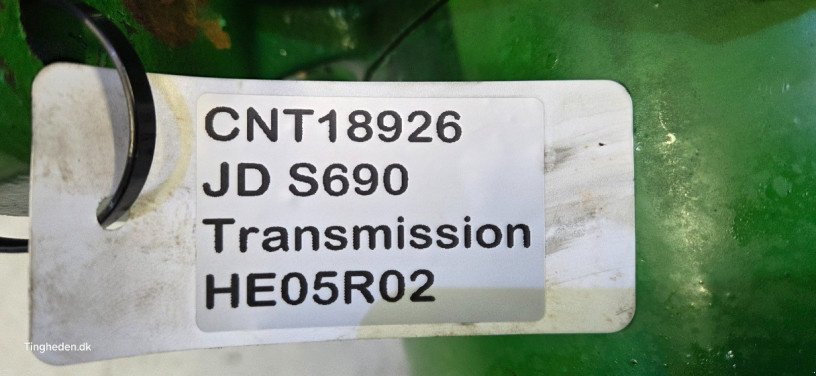 CNT18926
JD S690
Transmission
HE05R02
Tingheden.dk